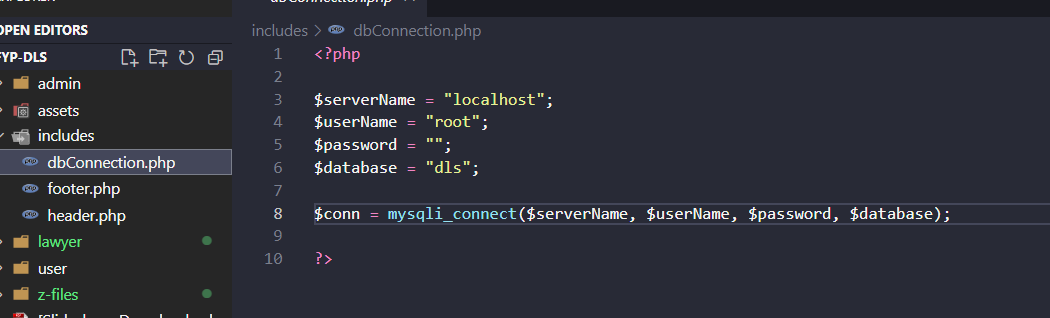 dbConnection.php
OPEN EDITORS
FYP-DLS
admin
assets
includes
dbConnection.php
footer.php
header.php
lawyer
user
z-files
includes > dbConnection.php
1 <?php
2
3 $serverName = "localhost";
4 $userName = "root";
5 $password = "";
6 $database = "dls";
7
8 $conn = mysqli_connect($serverName, $userName, $password, $database);
9
10 ?>